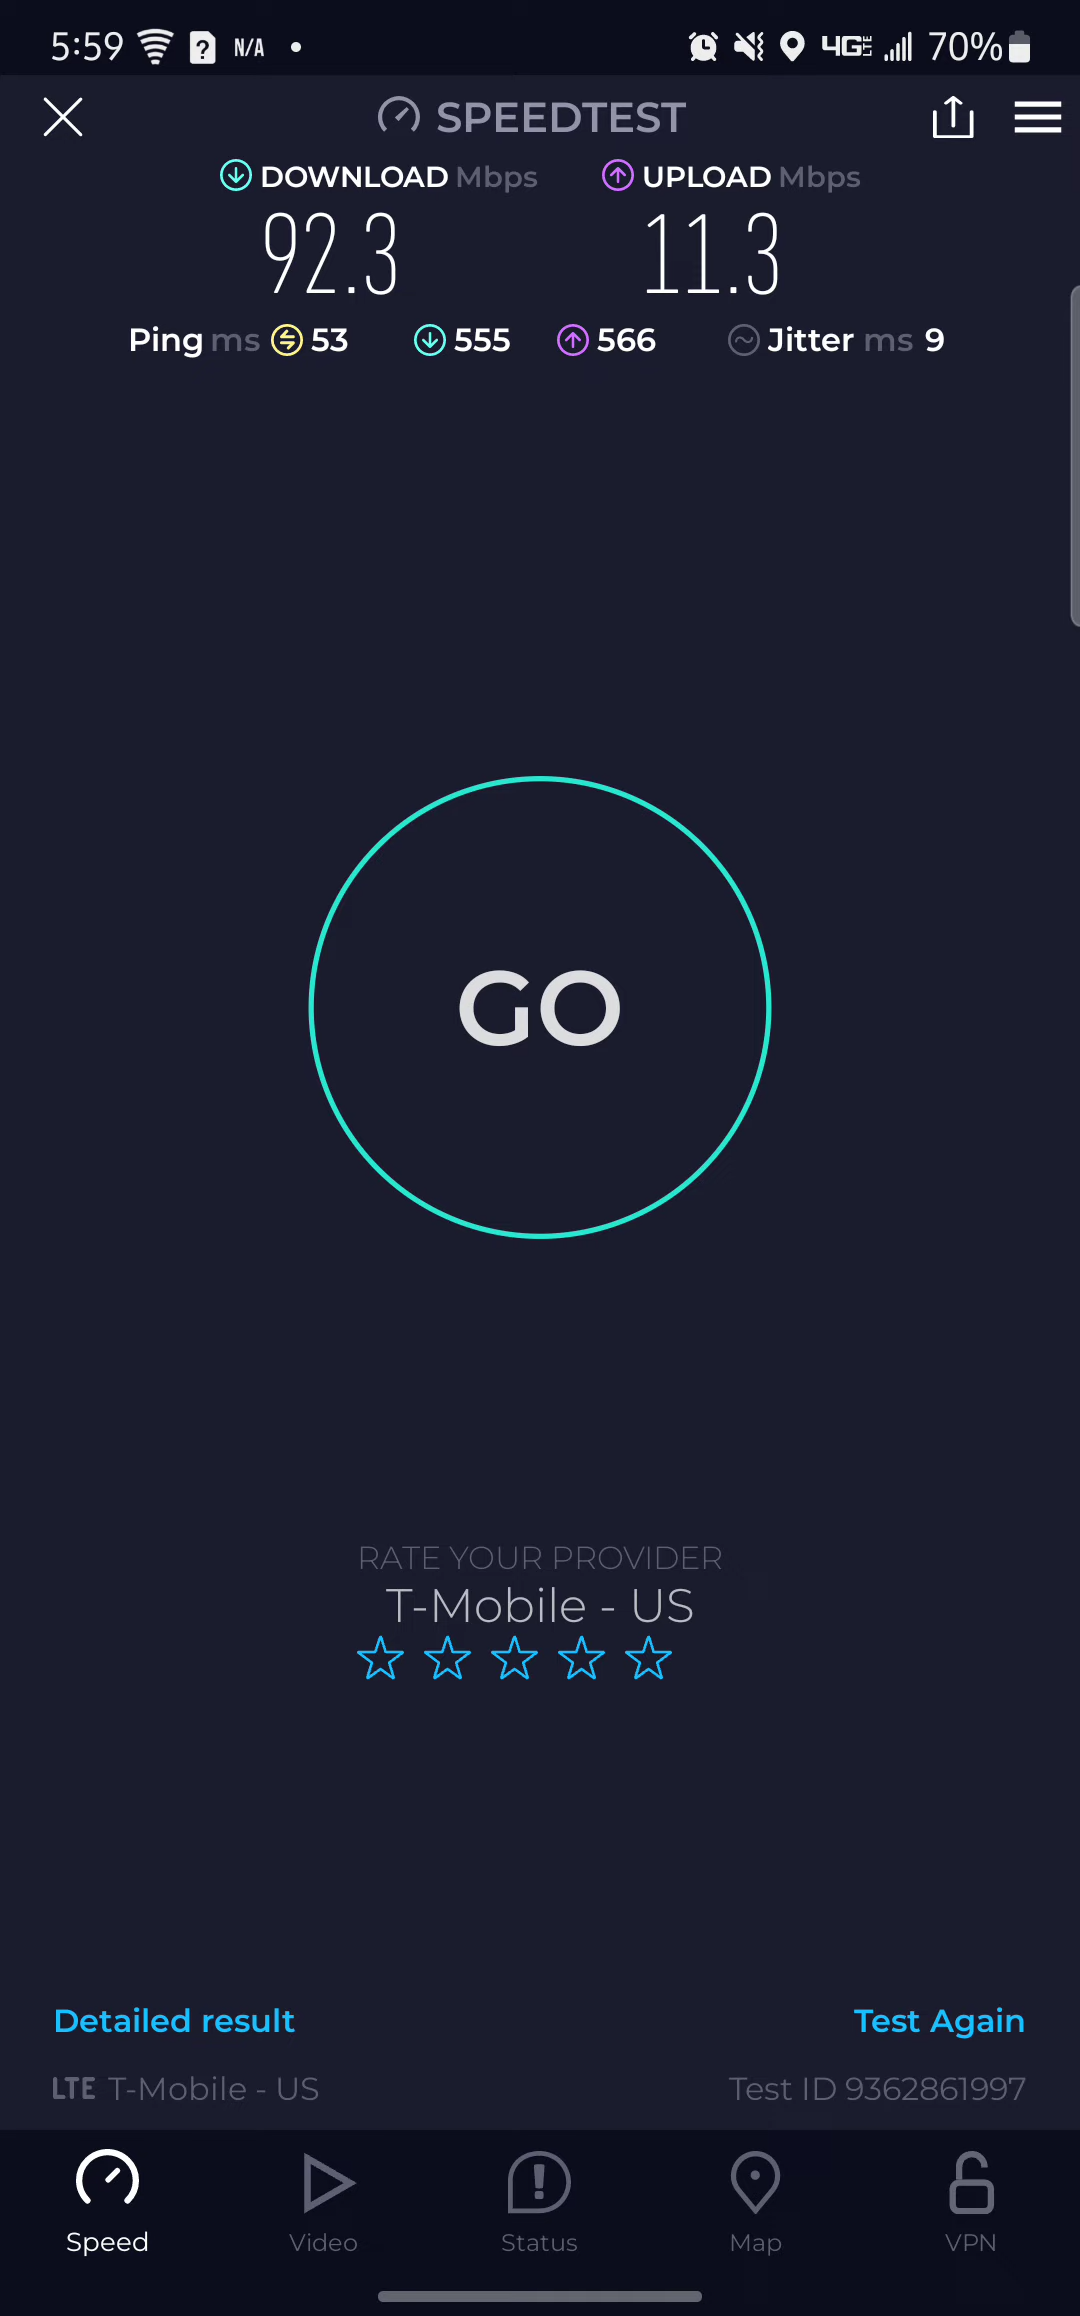 5:59 N/A 4G LTE 70%
SPEEDTEST
DOWNLOAD Mbps UPLOAD Mbps
92.3 11.3
Ping ms 53 555 566 Jitter ms 9
GO
RATE YOUR PROVIDER
T-Mobile - US
Detailed result Test Again
LTE T-Mobile - US Test ID 9362861997
Speed Video Status Map VPN